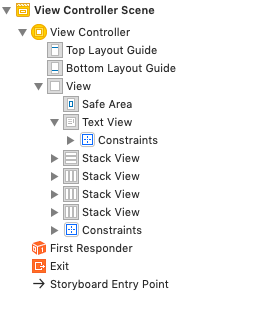 View Controller Scene
View Controller
Top Layout Guide
Bottom Layout Guide
View
Safe Area
Text View
Constraints
Stack View
Stack View
Stack View
Stack View
Constraints
First Responder
Exit
Storyboard Entry Point